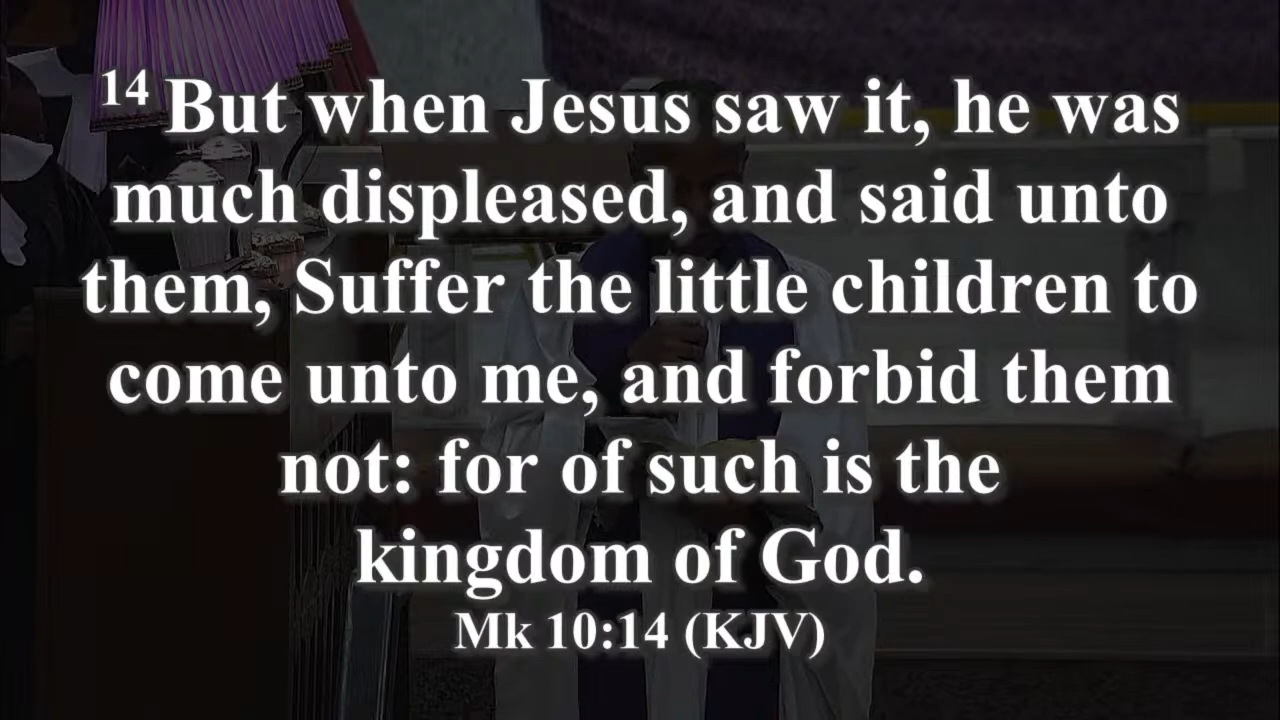 14 But when Jesus saw it, he was
much displeased, and said unto
them, Suffer the little children to
come unto me, and forbid them
not: for of such is the
kingdom of God.
Mk 10:14 (KJV)